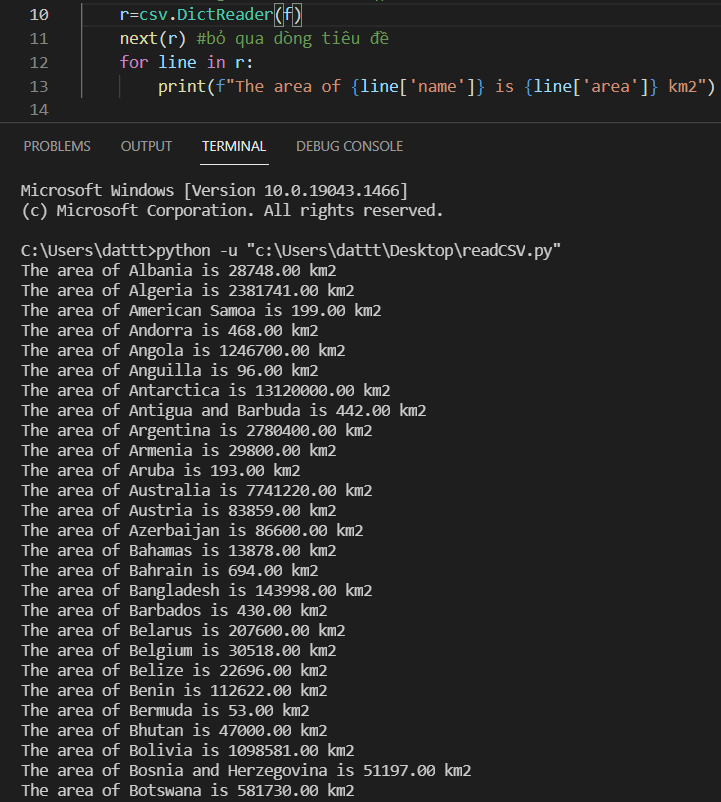 10 r=csv.DictReader(f)
11 next(r) #bỏ qua dòng tiêu đề
12 for line in r:
13 print(f"The area of {line['name']} is {line['area']} km2")
14
PROBLEMS OUTPUT TERMINAL DEBUG CONSOLE
Microsoft Windows [Version 10.0.19043.1466]
(c) Microsoft Corporation. All rights reserved.
C:\Users\dattt>python -u "c:\Users\dattt\Desktop\readCSV.py"
The area of Albania is 28748.00 km2
The area of Algeria is 2381741.00 km2
The area of American Samoa is 199.00 km2
The area of Andorra is 468.00 km2
The area of Angola is 1246700.00 km2
The area of Anguilla is 96.00 km2
The area of Antarctica is 13120000.00 km2
The area of Antigua and Barbuda is 442.00 km2
The area of Argentina is 2780400.00 km2
The area of Armenia is 29800.00 km2
The area of Aruba is 193.00 km2
The area of Australia is 7741220.00 km2
The area of Austria is 83859.00 km2
The area of Azerbaijan is 86600.00 km2
The area of Bahamas is 13878.00 km2
The area of Bahrain is 694.00 km2
The area of Bangladesh is 143998.00 km2
The area of Barbados is 430.00 km2
The area of Belarus is 207600.00 km2
The area of Belgium is 30518.00 km2
The area of Belize is 22696.00 km2
The area of Benin is 112622.00 km2
The area of Bermuda is 53.00 km2
The area of Bhutan is 47000.00 km2
The area of Bolivia is 1098581.00 km2
The area of Bosnia and Herzegovina is 51197.00 km2
The area of Botswana is 581730.00 km2